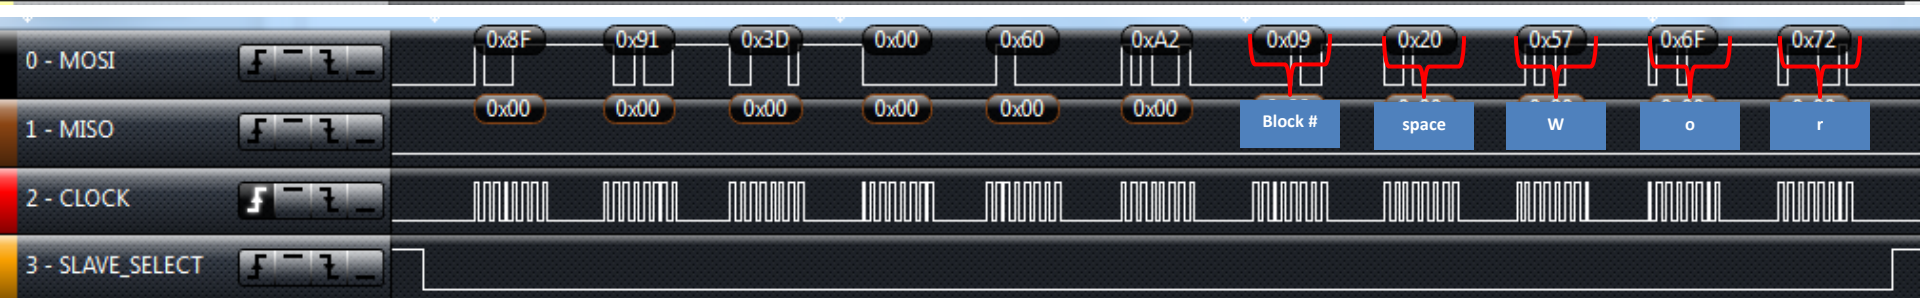 0 - MOSI 0x8F 0x91 0x3D 0x00 0x60 0xA2 0x09 0x20 0x57 0x6F 0x72
0x00 0x00 0x00 0x00 0x00 0x00
1 - MISO Block # space W o r
2 - CLOCK
3 - SLAVE_SELECT